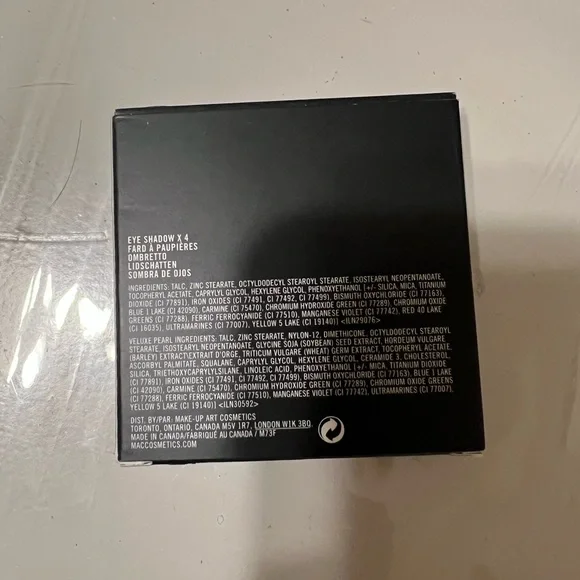 EYE SHADOW X 4
FARD À PAUPIÈRES
OMBRETTO
LIDSCHATTEN
SOMBRA DE OJOS
INGREDIENTS: TALC, ZINC STEARATE, OCTYLDODECYL STEAROYL STEARATE, ISOSTEARYL NEOPENTANOATE,
TOCOPHERYL ACETATE, CAPRYLYL GLYCOL, HEXYLENE GLYCOL, PHENOXYETHANOL [+/- SILICA, MICA, TITANIUM
DIOXIDE (CI 77891), IRON OXIDES (CI 77491, CI 77492, CI 77499), BISMUTH OXYCHLORIDE (CI 77163),
BLUE 1 LAKE (CI 42090), CARMINE (CI 75470), CHROMIUM HYDROXIDE GREEN (CI 77289), CHROMIUM OXIDE
GREENS (CI 77288), FERRIC FERROCYANIDE (CI 77510), MANGANESE VIOLET (CI 77742), RED 40 LAKE
(CI 16035), ULTRAMARINES (CI 77007), YELLOW 5 LAKE (CI 19140)] <ILN29076>
VELUXE PEARL INGREDIENTS: TALC, ZINC STEARATE, NYLON-12, DIMETHICONE, OCTYLDODECYL STEAROYL
STEARATE, ISOSTEARYL NEOPENTANOATE, GLYCINE SOJA (SOYBEAN) SEED EXTRACT, HORDEUM VULGARE
(BARLEY) EXTRACT\EXTRAIT D'ORGE, TRITICUM VULGARE (WHEAT) GERM EXTRACT, TOCOPHERYL ACETATE,
ASCORBYL PALMITATE, SQUALANE, CAPRYLYL GLYCOL, HEXYLENE GLYCOL, CERAMIDE 3, CHOLESTEROL,
SILICA, TRIETHOXYCAPRYLYLSILANE, LINOLEIC ACID, PHENOXYETHANOL [+/- MICA, TITANIUM DIOXIDE
(CI 77891), IRON OXIDES (CI 77491, CI 77492, CI 77499), BISMUTH OXYCHLORIDE (CI 77163), BLUE 1 LAKE
(CI 42090), CARMINE (CI 75470), CHROMIUM HYDROXIDE GREEN (CI 77289), CHROMIUM OXIDE GREENS
(CI 77288), FERRIC FERROCYANIDE (CI 77510), MANGANESE VIOLET (CI 77742), ULTRAMARINES (CI 77007),
YELLOW 5 LAKE (CI 19140)] <ILN30592>
DIST. BY/PAR: MAKE-UP ART COSMETICS
TORONTO, ONTARIO, CANADA M5V 1R7, LONDON W1K 3BQ
MADE IN CANADA/FABRIQUÉ AU CANADA / M73F
MACCOSMETICS.COM